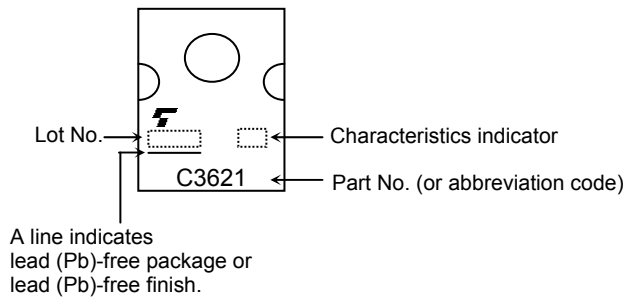 Lot No.
Characteristics indicator
C3621
Part No. (or abbreviation code)
A line indicates
lead (Pb)-free package or
lead (Pb)-free finish.